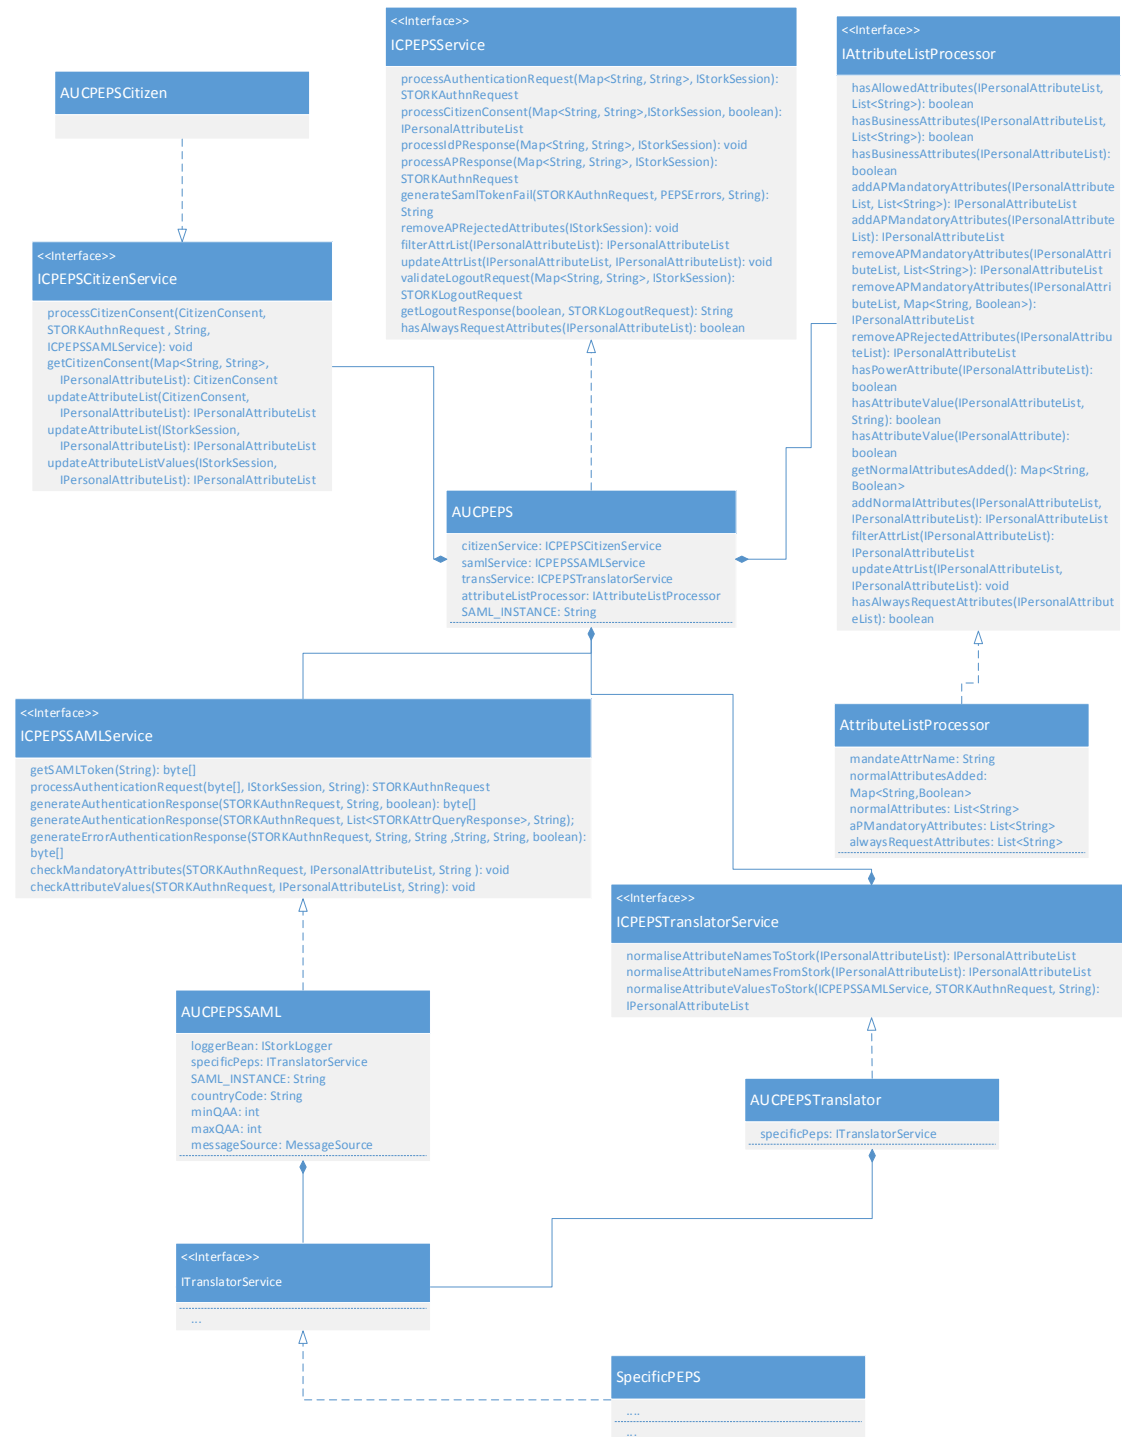 <<Interface>>
ICPEPSService
processAuthenticationRequest(Map<String, String>, IStorkSession):
STORKAuthRequest
processCitizenConsent(Map<String, String>,IStorkSession, boolean):
IPersonalAttributeList
processIdPResponse(Map<String, String>, IStorkSession): void
processAPResponse(Map<String, String>, IStorkSession):
STORKAuthnRequest
generateSamlTokenFail(STORKAuthnRequest, PEPSErrors, String):
String
removeAPRejectedAttributes(IStorkSession): void
filterAttrList(IPersonalAttributeList): IPersonalAttributeList
updateAttrList(IPersonalAttributeList, IPersonalAttributeList): void
validateLogoutRequest(Map<String, String>, IStorkSession):
STORKLogoutRequest
getLogoutResponse(boolean, STORKLogoutRequest): String
hasAlwaysRequestAttributes(IPersonalAttributeList): boolean
<<Interface>>
IAttributeListProcessor
hasAllowedAttributes(IPersonalAttributeList,
List<String>): boolean
hasBusinessAttributes(IPersonalAttributeList,
List<String>): boolean
hasBusinessAttributes(IPersonalAttributeList):
boolean
addAPMandatoryAttributes(IPersonalAttribute
List, List<String>): IPersonalAttributeList
addAPMandatoryAttributes(IPersonalAttribute
List): IPersonalAttributeList
removeAPMandatoryAttributes(IPersonalAttri
buteList, List<String>): IPersonalAttributeList
removeAPMandatoryAttributes(IPersonalAttri
buteList, Map<String, Boolean>):
IPersonalAttributeList
removeAPRejectedAttributes(IPersonalAttribu
teList): IPersonalAttributeList
hasPowerAttribute(IPersonalAttributeList):
boolean
hasAttributeValue(IPersonalAttributeList,
String): boolean
hasAttributeValue(IPersonalAttribute):
boolean
getNormalAttributesAdded(): Map<String,
Boolean>
addNormalAttributes(IPersonalAttributeList,
IPersonalAttributeList): IPersonalAttributeList
filterAttrList(IPersonalAttributeList):
IPersonalAttributeList
updateAttrList(IPersonalAttributeList,
IPersonalAttributeList): void
hasAlwaysRequestAttributes(IPersonalAttribut
eList): boolean
AUCPEPSCitizen
<<Interface>>
ICPEPSCitizenService
processCitizenConsent(CitizenConsent,
STORKAuthnRequest , String,
ICPEPSSAMLService): void
getCitizenConsent(Map<String, String>,
IPersonalAttributeList): CitizenConsent
updateAttributeList(CitizenConsent,
IPersonalAttributeList): IPersonalAttributeList
updateAttributeList(IStorkSession,
IPersonalAttributeList): IPersonalAttributeList
updateAttributeListValues(IStorkSession,
IPersonalAttributeList): IPersonalAttributeList
AUCPEPS
citizenService: ICPEPSCitizenService
samlService: ICPEPSSAMLService
transService: ICPEPSTranslatorService
attributeListProcessor: IAttributeListProcessor
SAML_INSTANCE: String
<<Interface>>
ICPEPSSAMLService
getSAMLToken(String): byte[]
processAuthenticationRequest(byte[], IStorkSession, String): STORKAuthnRequest
generateAuthenticationResponse(STORKAuthnRequest, String, boolean): byte[]
generateAuthenticationResponse(STORKAuthnRequest, List<STORKAttrQueryResponse>, String);
generateErrorAuthenticationResponse(STORKAuthnRequest, String, String ,String, String, boolean):
byte[]
checkMandatoryAttributes(STORKAuthnRequest, IPersonalAttributeList, String ): void
checkAttributeValues(STORKAuthnRequest, IPersonalAttributeList, String): void
AttributeListProcessor
mandateAttrName: String
normalAttributesAdded:
Map<String,Boolean>
normalAttributes: List<String>
aPMandatoryAttributes: List<String>
alwaysRequestAttributes: List<String>
<<Interface>>
ICPEPSTranslatorService
normaliseAttributeNamesToStork(IPersonalAttributeList): IPersonalAttributeList
normaliseAttributeNamesFromStork(IPersonalAttributeList): IPersonalAttributeList
normaliseAttributeValuesToStork(ICPEPSSAMLService, STORKAuthnRequest, String):
IPersonalAttributeList
AUCPEPSSAML
loggerBean: IStorkLogger
specificPeps: ITranslatorService
SAML_INSTANCE: String
countryCode: String
minQAA: int
maxQAA: int
messageSource: MessageSource
AUCPEPSTranslator
specificPeps: ITranslatorService
<<Interface>>
ITranslatorService
...
SpecificPEPS
....
...